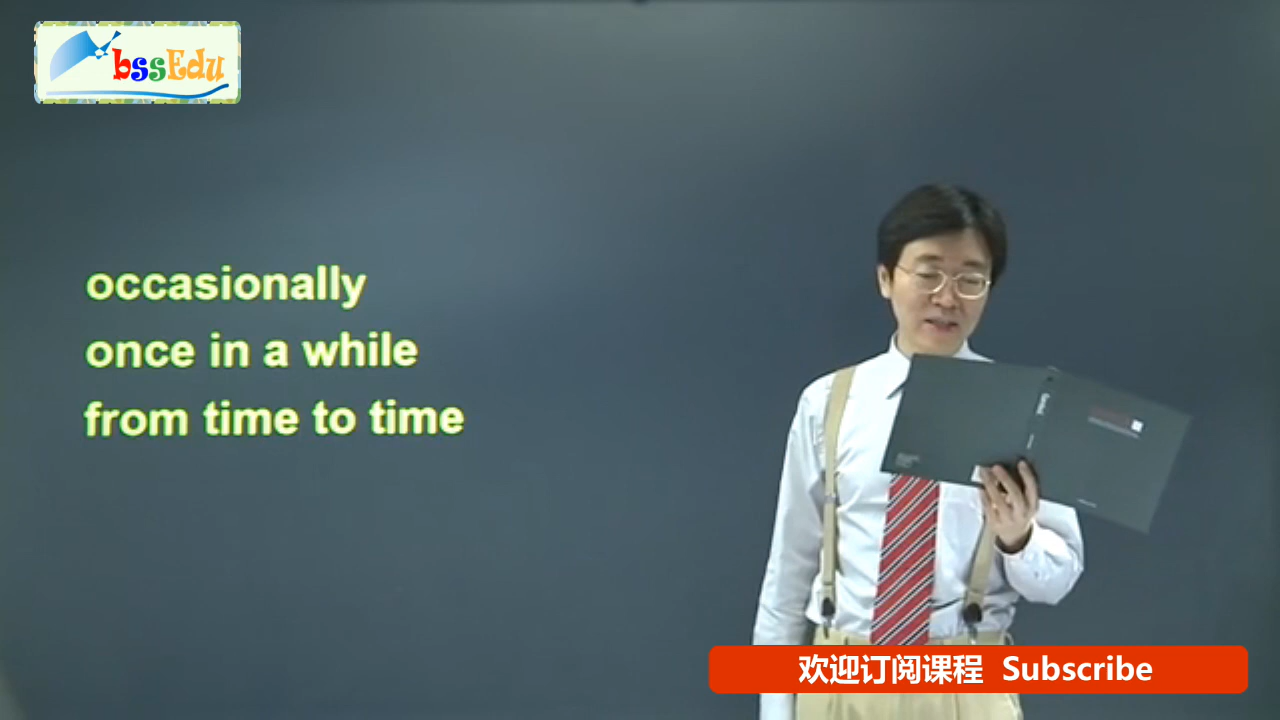 bssEdu
occasionally
once in a while
from time to time
欢迎订阅课程 Subscribe